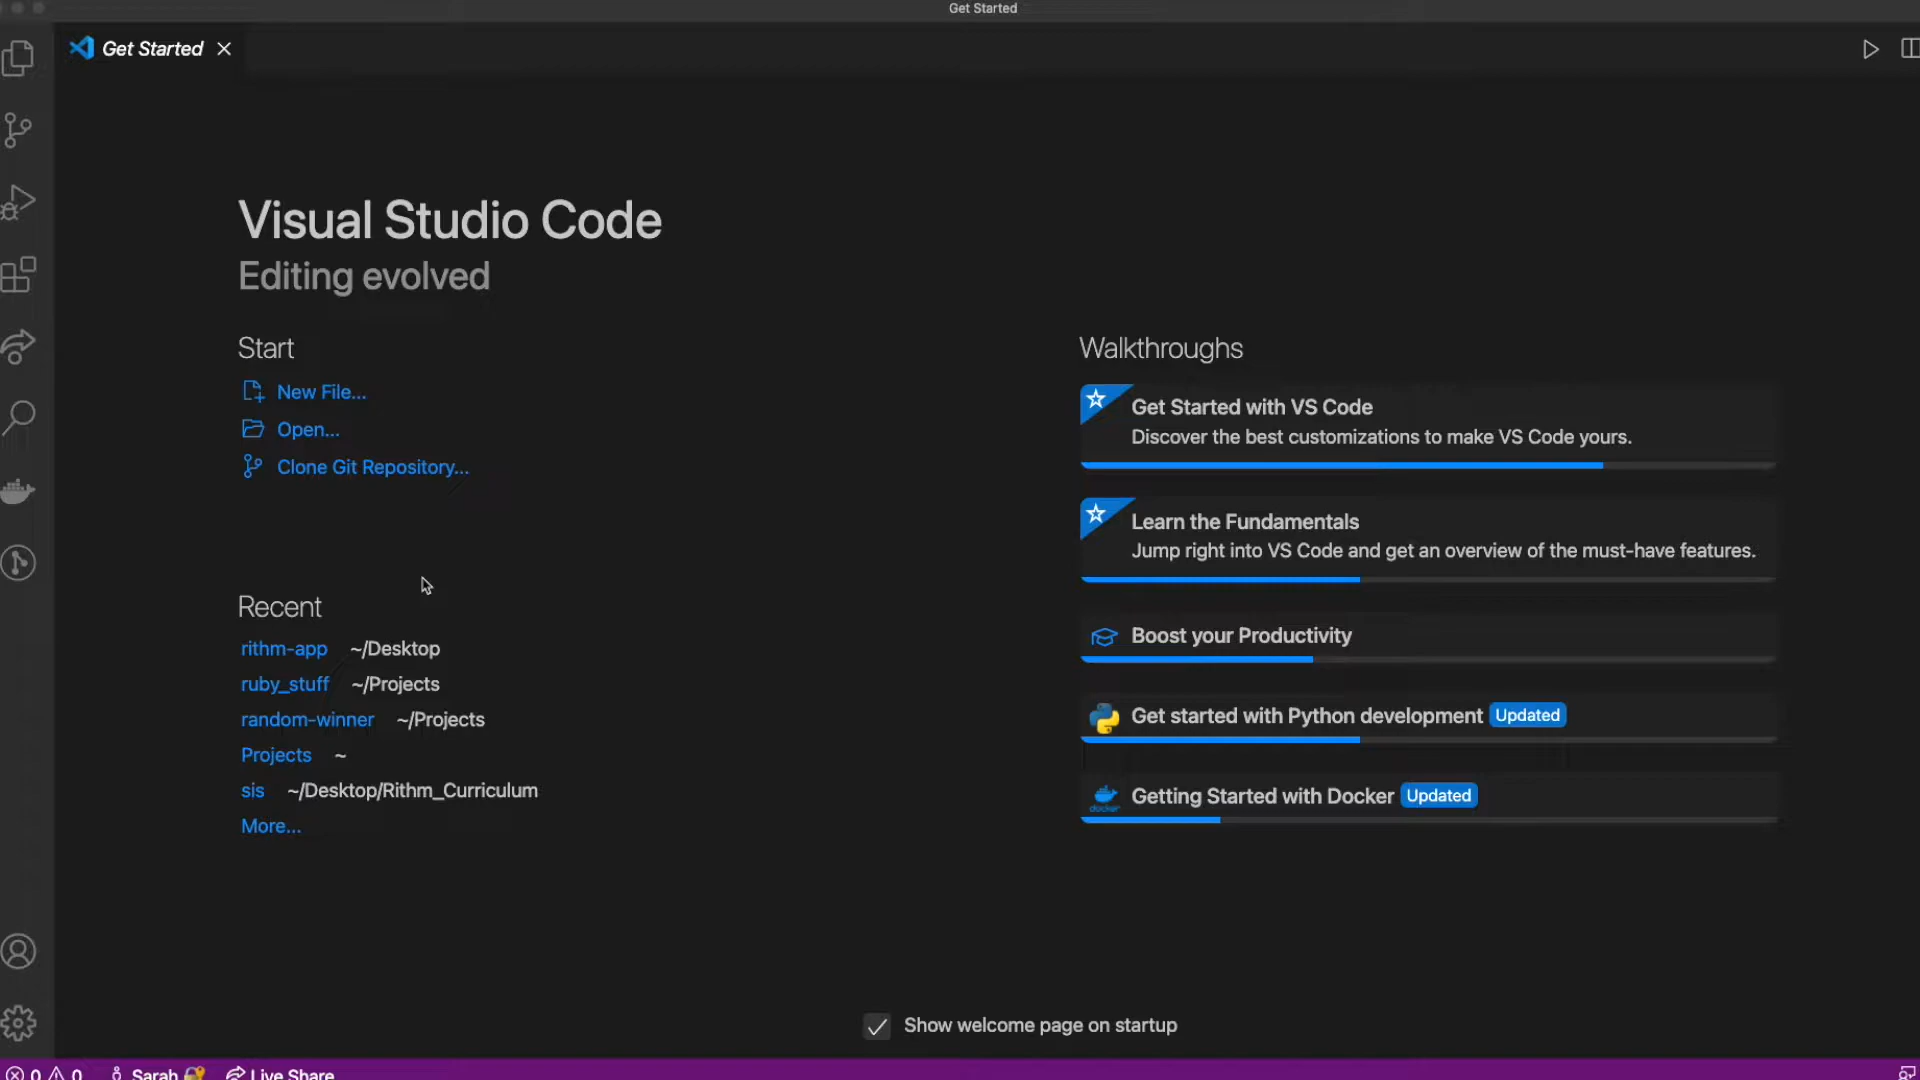 Get Started
Get Started
Visual Studio Code
Editing evolved
Start
New File...
Open...
Clone Git Repository...
Recent
rithm-app ~/Desktop
ruby_stuff ~/Projects
random-winner ~/Projects
Projects ~
sis ~/Desktop/Rithm_Curriculum
More...
Walkthroughs
Get Started with VS Code
Discover the best customizations to make VS Code yours.
Learn the Fundamentals
Jump right into VS Code and get an overview of the must-have features.
Boost your Productivity
Get started with Python development Updated
Getting Started with Docker Updated
Show welcome page on startup
0 0 Sarah Live Share